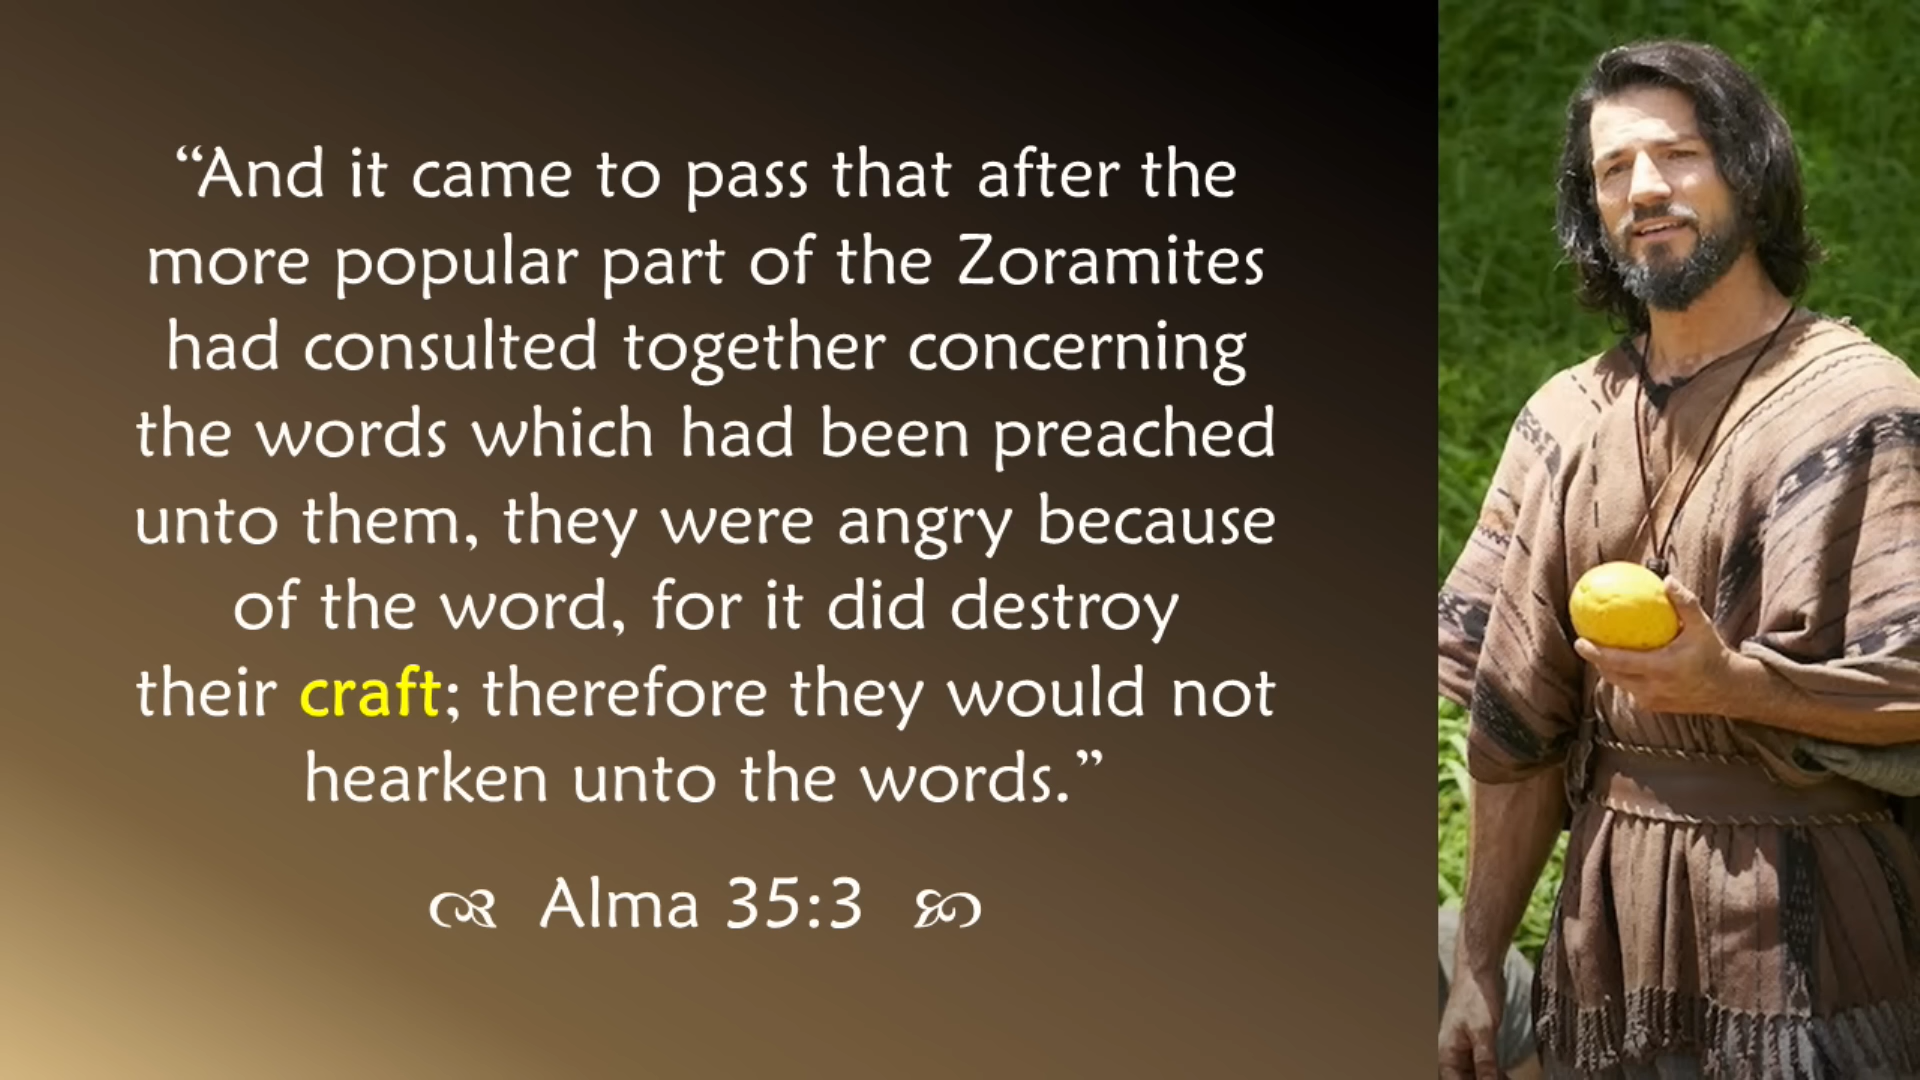 “And it came to pass that after the
more popular part of the Zoramites
had consulted together concerning
the words which had been preached
unto them, they were angry because
of the word, for it did destroy
their craft; therefore they would not
hearken unto the words.”
Alma 35:3